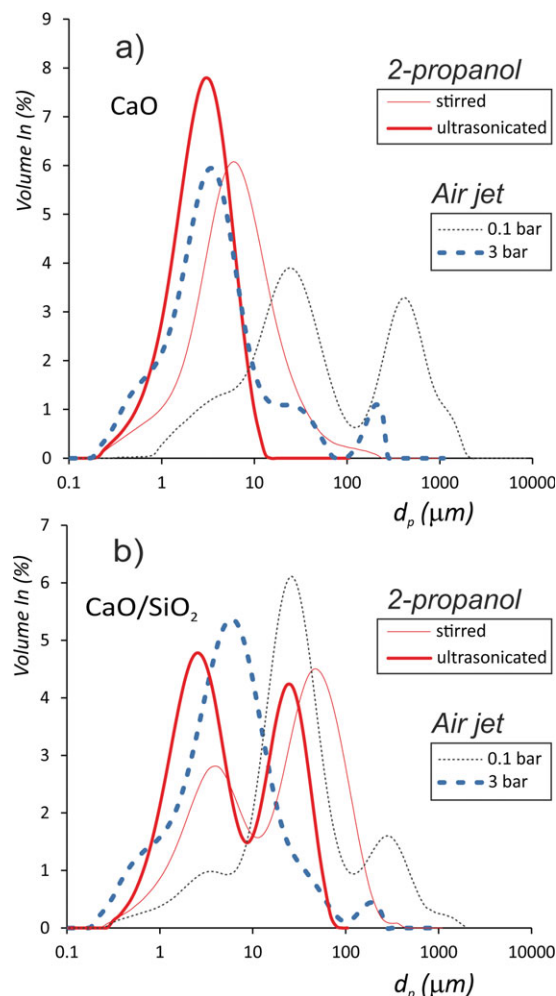 a)
CaO
Volume In (%)
9
8
7
6
5
4
3
2
1
0
2-propanol
stirred
ultrasonicated
Air jet
0.1 bar
3 bar
0.1 1 10 100 1000 10000
dₚ (μm)
b)
CaO/SiO₂
Volume In (%)
7
6
5
4
3
2
1
0
2-propanol
stirred
ultrasonicated
Air jet
0.1 bar
3 bar
0.1 1 10 100 1000 10000
dₚ (μm)